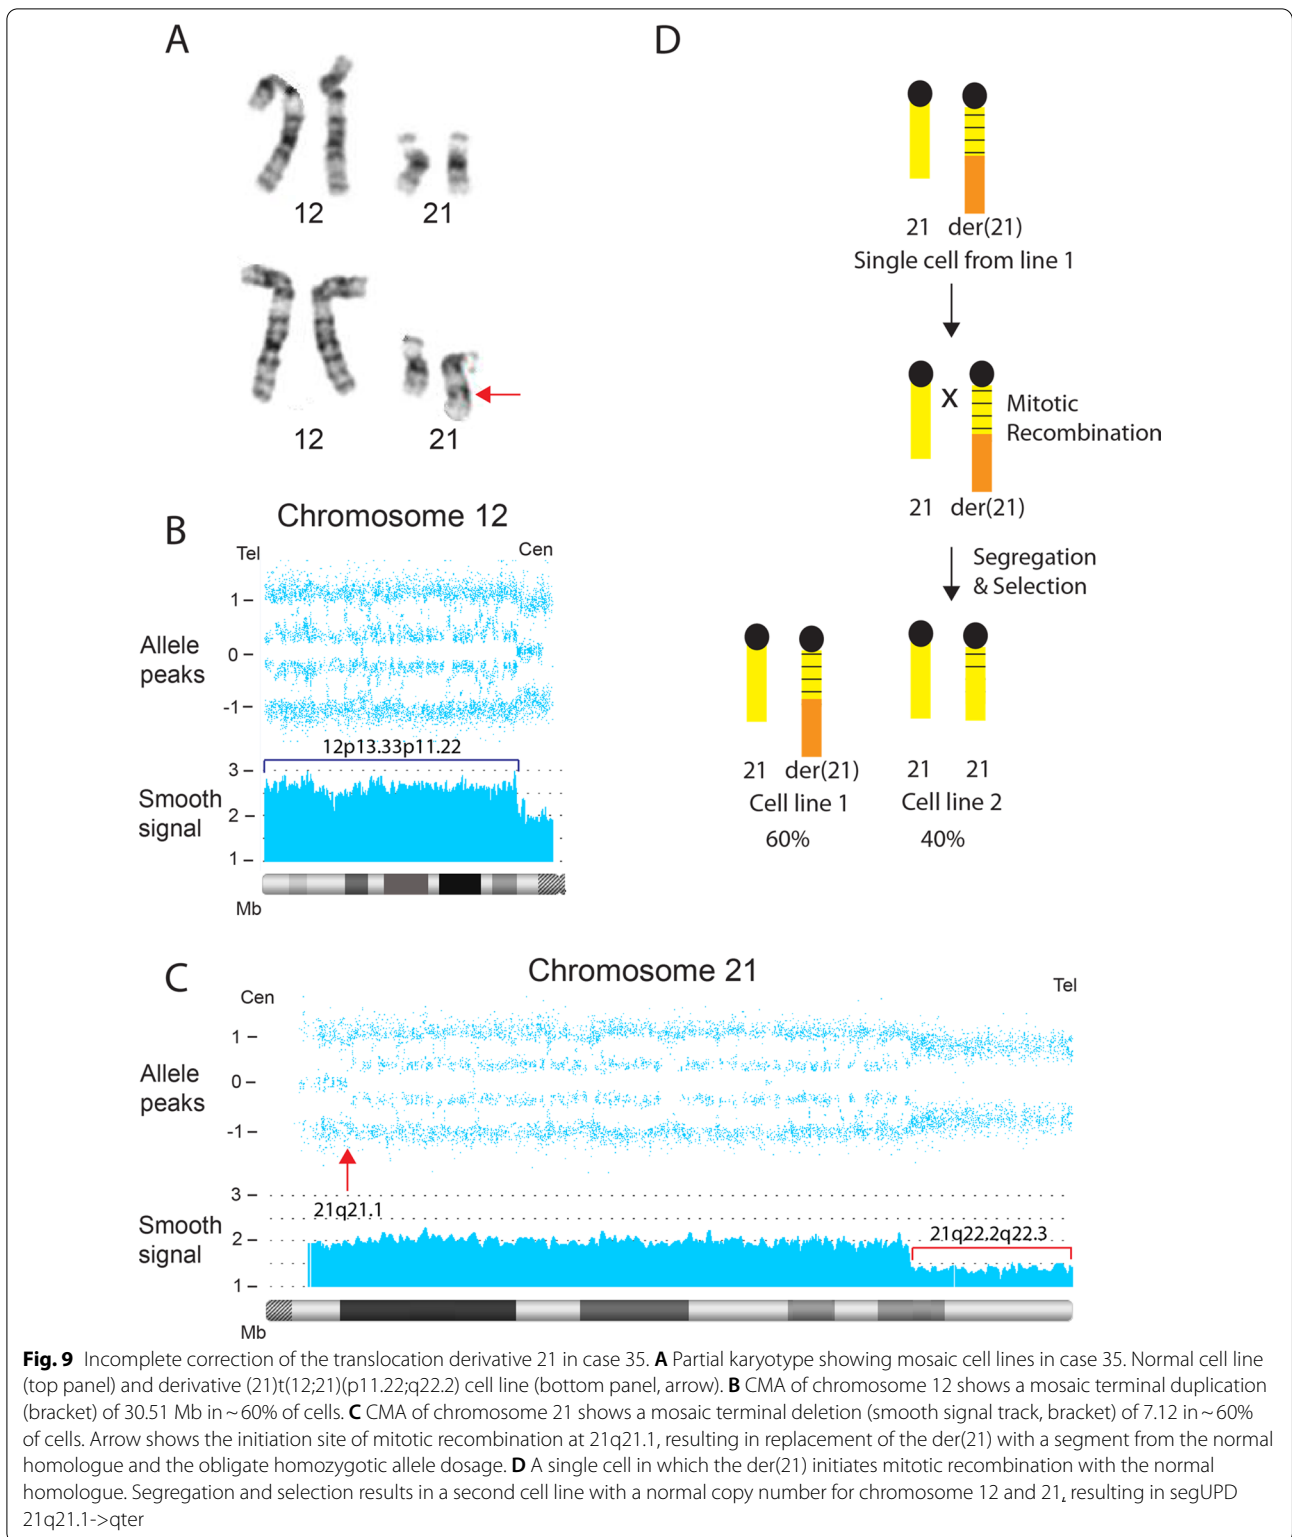 A
12
21
12
21
B
Chromosome 12
Tel
Cen
Allele peaks
1
0
-1
12p13.33p11.22
Smooth signal
3
2
1
Mb
C
Chromosome 21
Cen
Tel
Allele peaks
1
0
-1
21q21.1
Smooth signal
3
2
1
21q22.2q22.3
Mb
D
21 der(21)
Single cell from line 1
X
Mitotic
Recombination
21 der(21)
Segregation
& Selection
21 der(21)
Cell line 1
60%
21 21
Cell line 2
40%
Fig. 9 Incomplete correction of the translocation derivative 21 in case 35. A Partial karyotype showing mosaic cell lines in case 35. Normal cell line
(top panel) and derivative (21)t(12;21)(p11.22;q22.2) cell line (bottom panel, arrow). B CMA of chromosome 12 shows a mosaic terminal duplication
(bracket) of 30.51 Mb in ~ 60% of cells. C CMA of chromosome 21 shows a mosaic terminal deletion (smooth signal track, bracket) of 7.12 in ~ 60%
of cells. Arrow shows the initiation site of mitotic recombination at 21q21.1, resulting in replacement of the der(21) with a segment from the normal
homologue and the obligate homozygotic allele dosage. D A single cell in which the der(21) initiates mitotic recombination with the normal
homologue. Segregation and selection results in a second cell line with a normal copy number for chromosome 12 and 21, resulting in segUPD
21q21.1->qter